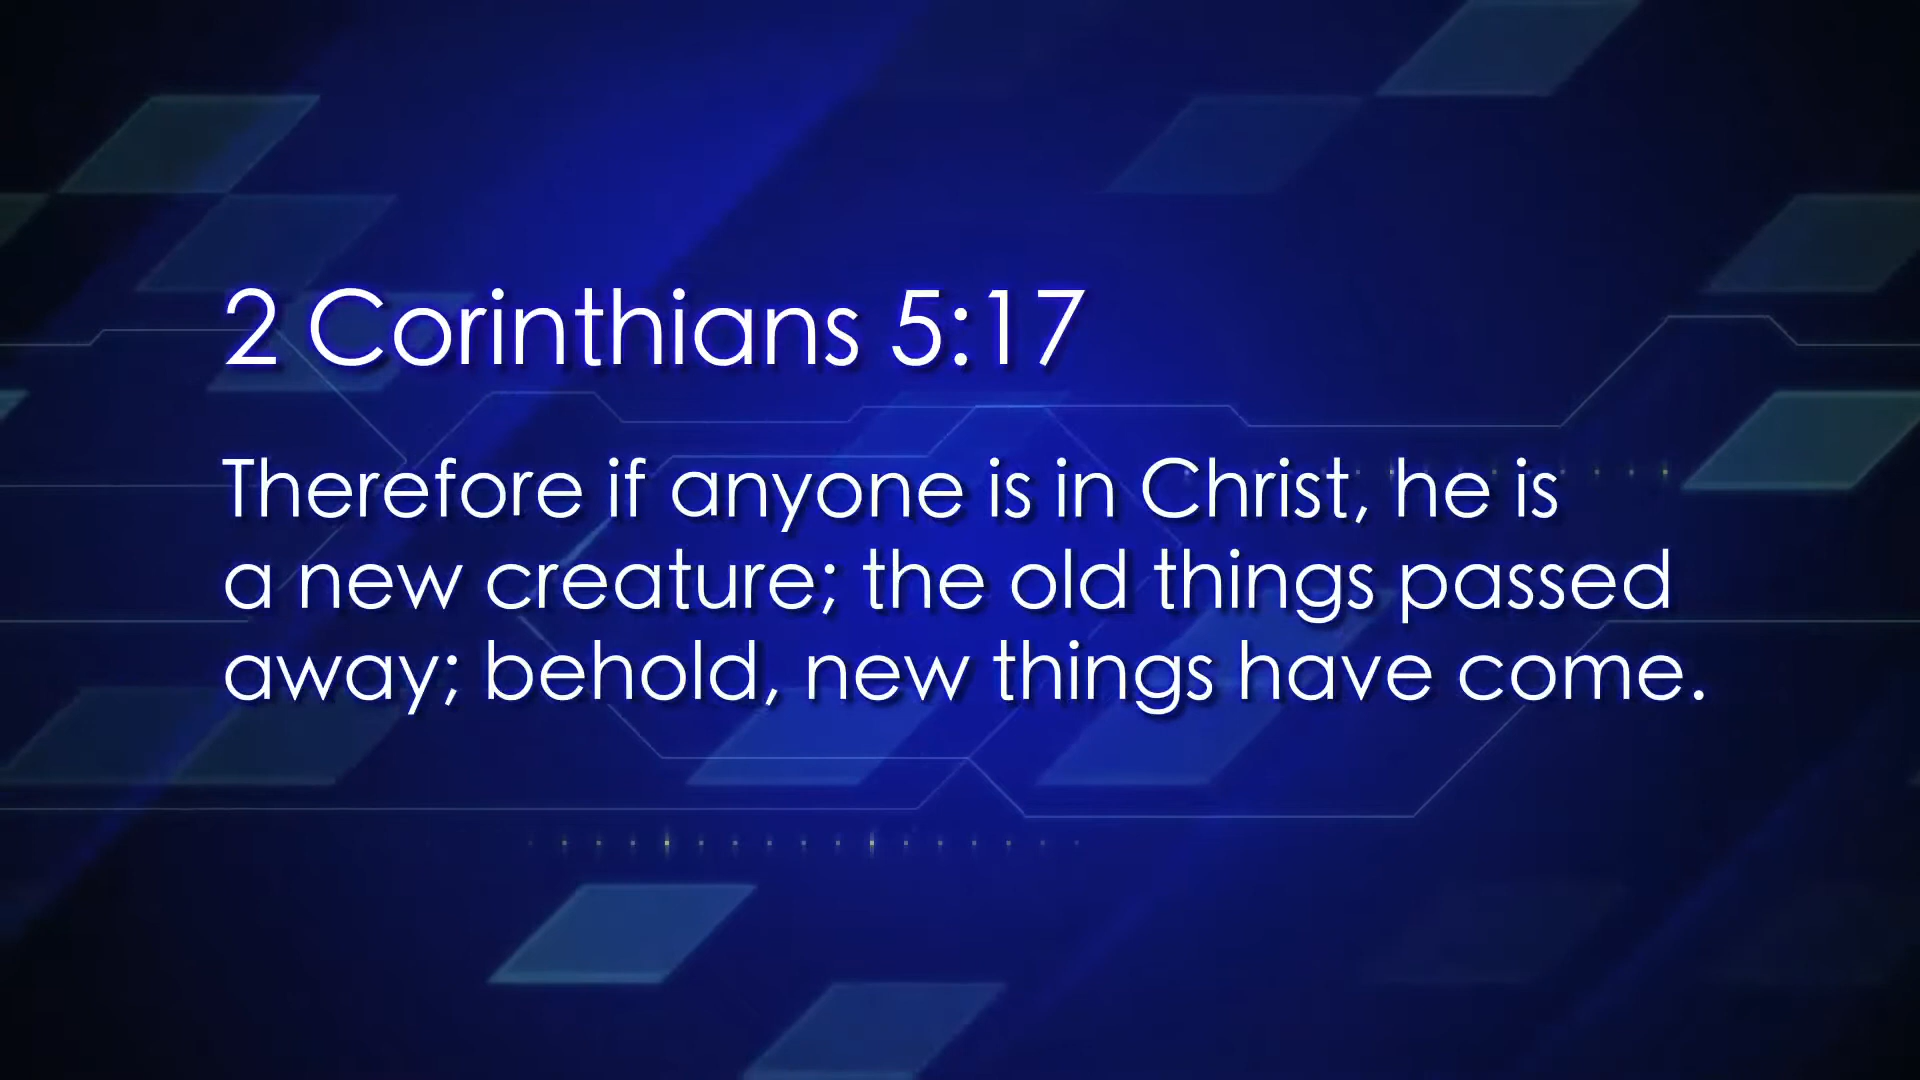 2 Corinthians 5:17
Therefore if anyone is in Christ, he is
a new creature; the old things passed
away; behold, new things have come.